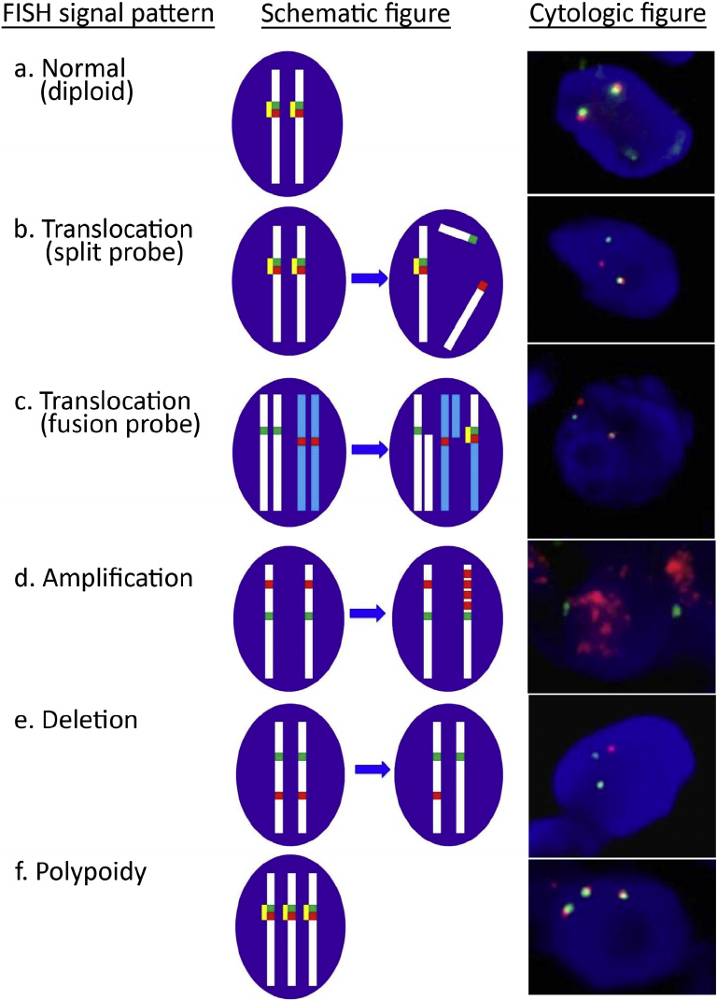 FISH signal pattern
Schematic figure
Cytologic figure
a. Normal
(diploid)
b. Translocation
(split probe)
c. Translocation
(fusion probe)
d. Amplification
e. Deletion
f. Polypoidy